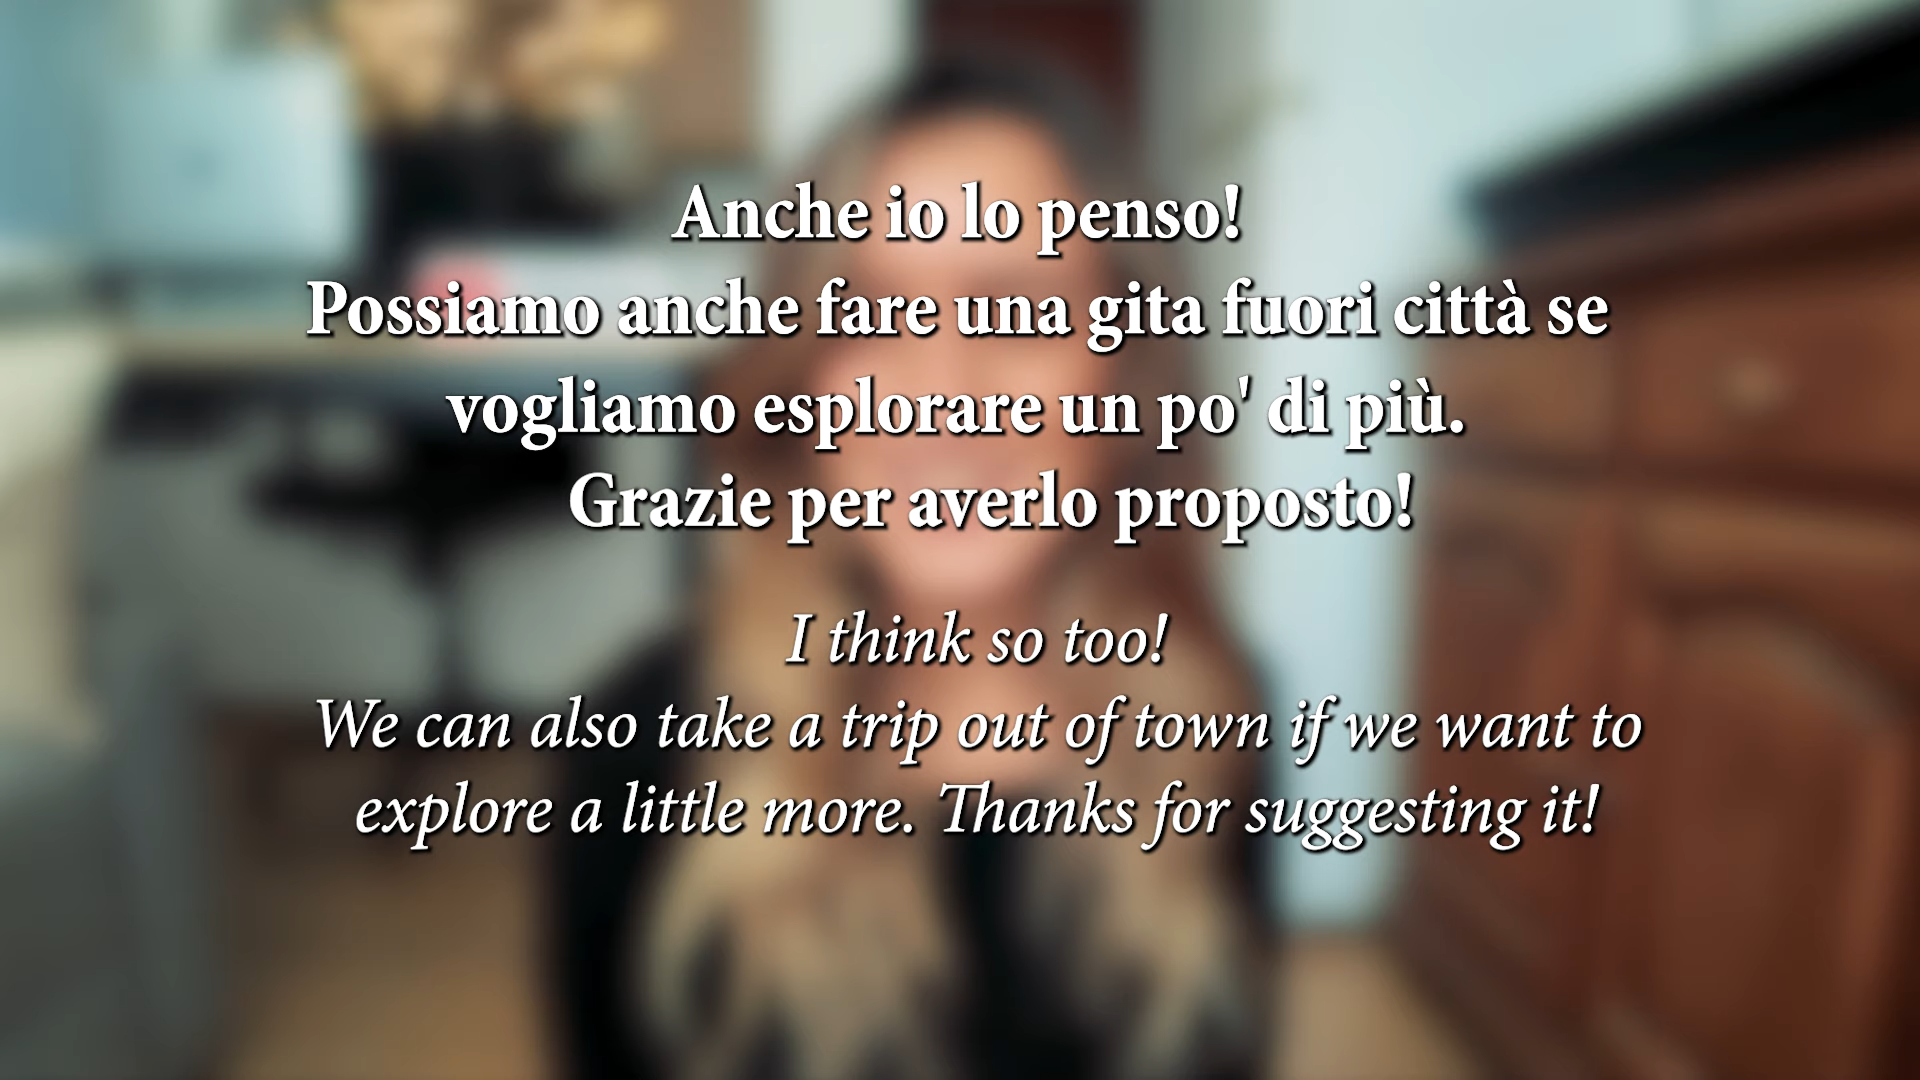 Anche io lo penso!
Possiamo anche fare una gita fuori città se
vogliamo esplorare un po' di più.
Grazie per averlo proposto!
I think so too!
We can also take a trip out of town if we want to
explore a little more. Thanks for suggesting it!